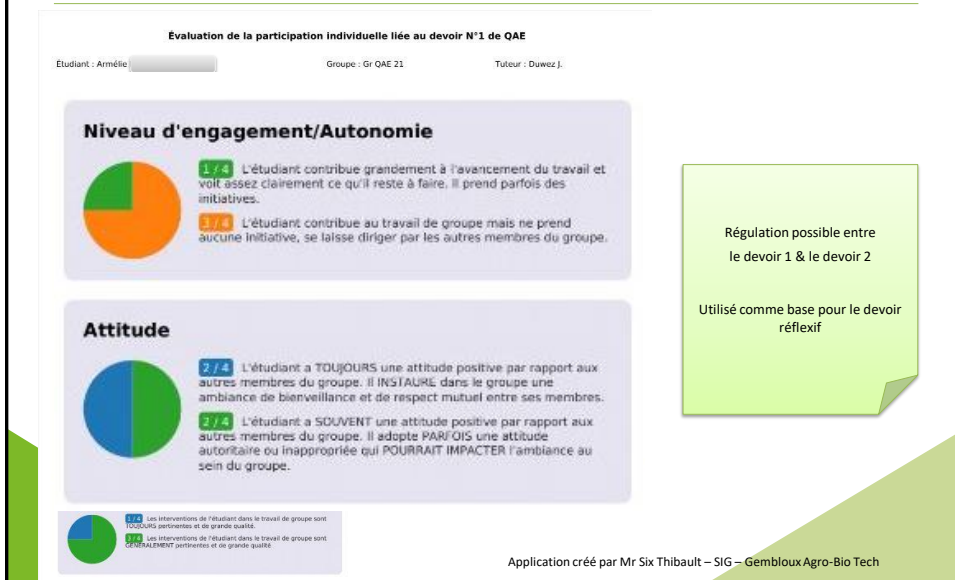 Évaluation de la participation individuelle liée au devoir N°1 de QAE
Étudiant : Armélie
Groupe : Gr QAE 21
Tuteur : Duwez J.
Niveau d'engagement/Autonomie
1 / 4 L'étudiant contribue grandement à l'avancement du travail et
voit assez clairement ce qu'il reste à faire. Il prend parfois des
initiatives.
3 / 4 L'étudiant contribue au travail de groupe mais ne prend
aucune initiative, se laisse diriger par les autres membres du groupe.
Régulation possible entre
le devoir 1 & le devoir 2
Utilisé comme base pour le devoir
réflexif
Attitude
2 / 4 L'étudiant a TOUJOURS une attitude positive par rapport aux
autres membres du groupe. Il INSTAURE dans le groupe une
ambiance de bienveillance et de respect mutuel entre ses membres.
2 / 4 L'étudiant a SOUVENT une attitude positive par rapport aux
autres membres du groupe. Il adopte PARFOIS une attitude
autoritaire ou inappropriée qui POURRAIT IMPACTER l'ambiance au
sein du groupe.
1 / 4 Les interventions de l'étudiant dans le travail de groupe sont
TOUJOURS pertinentes et de grande qualité.
3 / 4 Les interventions de l'étudiant dans le travail de groupe sont
GÉNÉRALEMENT pertinentes et de grande qualité
Application créé par Mr Six Thibault – SIG – Gembloux Agro-Bio Tech